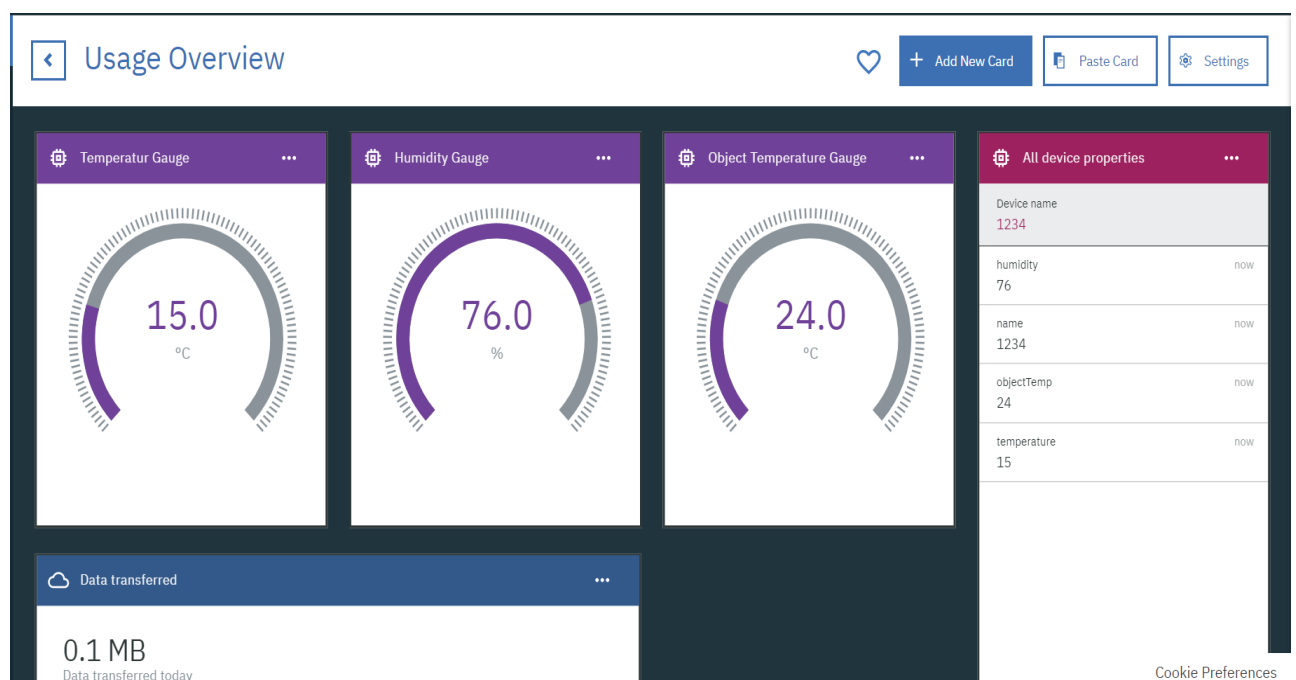 Usage Overview
Add New Card
Paste Card
Settings
Temperatur Gauge
15.0
°C
Humidity Gauge
76.0
%
Object Temperature Gauge
24.0
°C
All device properties
Device name
1234
humidity now
76
name now
1234
objectTemp now
24
temperature now
15
Data transferred
0.1 MB
Data transferred today
Cookie Preferences